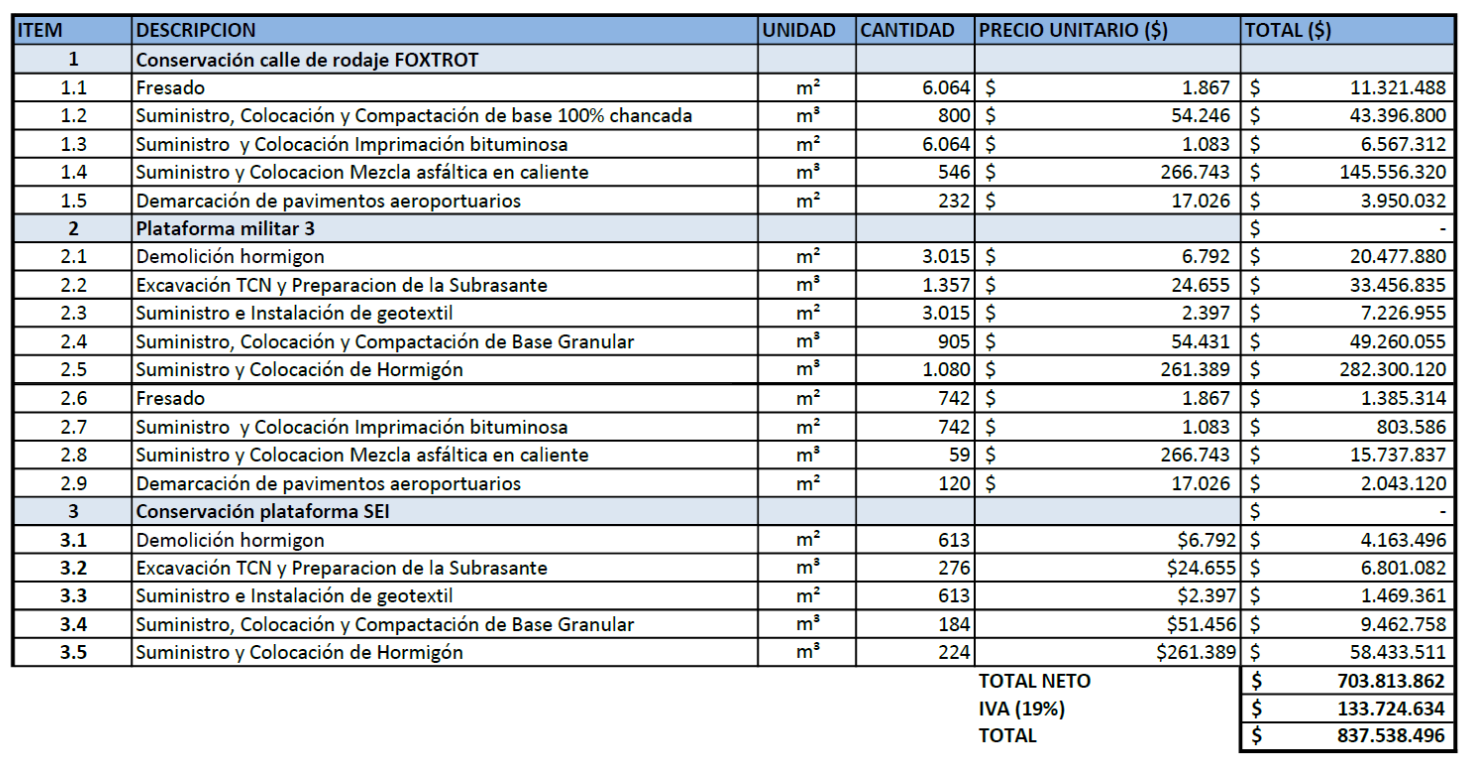 ITEM DESCRIPCION UNIDAD CANTIDAD PRECIO UNITARIO ($) TOTAL ($)
1 Conservación calle de rodaje FOXTROT
1.1 Fresado m² 6.064 $ 1.867 $ 11.321.488
1.2 Suministro, Colocación y Compactación de base 100% chancada m³ 800 $ 54.246 $ 43.396.800
1.3 Suministro y Colocación Imprimación bituminosa m² 6.064 $ 1.083 $ 6.567.312
1.4 Suministro y Colocacion Mezcla asfáltica en caliente m³ 546 $ 266.743 $ 145.556.320
1.5 Demarcación de pavimentos aeroportuarios m² 232 $ 17.026 $ 3.950.032
2 Plataforma militar 3 $ -
2.1 Demolición hormigon m² 3.015 $ 6.792 $ 20.477.880
2.2 Excavación TCN y Preparacion de la Subrasante m³ 1.357 $ 24.655 $ 33.456.835
2.3 Suministro e Instalación de geotextil m² 3.015 $ 2.397 $ 7.226.955
2.4 Suministro, Colocación y Compactación de Base Granular m³ 905 $ 54.431 $ 49.260.055
2.5 Suministro y Colocación de Hormigón m³ 1.080 $ 261.389 $ 282.300.120
2.6 Fresado m² 742 $ 1.867 $ 1.385.314
2.7 Suministro y Colocación Imprimación bituminosa m² 742 $ 1.083 $ 803.586
2.8 Suministro y Colocacion Mezcla asfáltica en caliente m³ 59 $ 266.743 $ 15.737.837
2.9 Demarcación de pavimentos aeroportuarios m² 120 $ 17.026 $ 2.043.120
3 Conservación plataforma SEI $ -
3.1 Demolición hormigon m² 613 $6.792 $ 4.163.496
3.2 Excavación TCN y Preparacion de la Subrasante m³ 276 $24.655 $ 6.801.082
3.3 Suministro e Instalación de geotextil m² 613 $2.397 $ 1.469.361
3.4 Suministro, Colocación y Compactación de Base Granular m³ 184 $51.456 $ 9.462.758
3.5 Suministro y Colocación de Hormigón m³ 224 $261.389 $ 58.433.511
TOTAL NETO $ 703.813.862
IVA (19%) $ 133.724.634
TOTAL $ 837.538.496